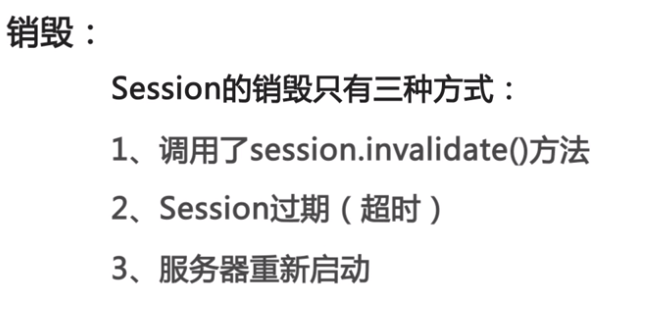 销毁：
Session的销毁只有三种方式：
1、调用了session.invalidate()方法
2、Session过期（超时）
3、服务器重新启动